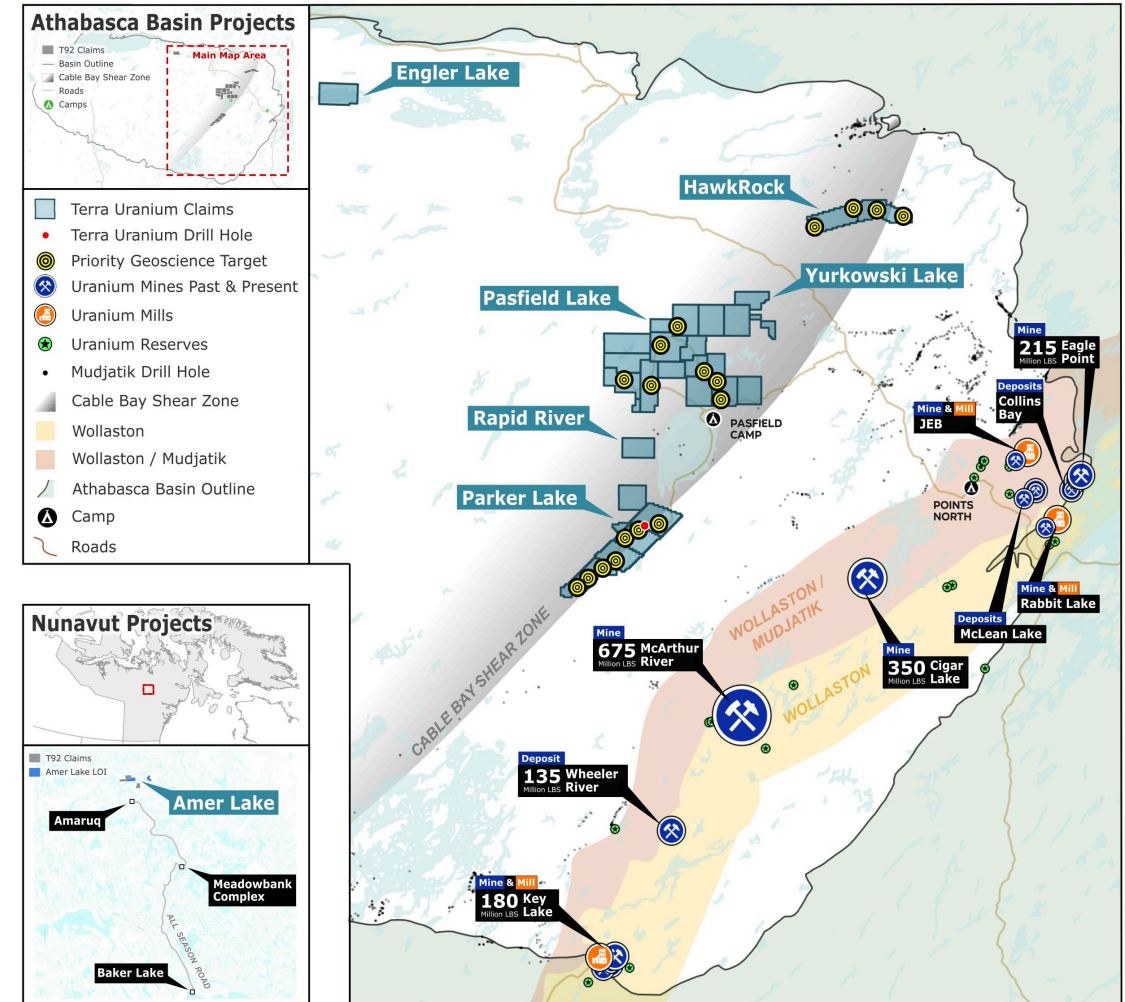 Athabasca Basin Projects
T92 Claims
Basin Outline
Cable Bay Shear Zone
Roads
Camps
Main Map Area
Terra Uranium Claims
Terra Uranium Drill Hole
Priority Geoscience Target
Uranium Mines Past & Present
Uranium Mills
Uranium Reserves
Mudjatik Drill Hole
Cable Bay Shear Zone
Wollaston
Wollaston / Mudjatik
Athabasca Basin Outline
Camp
Roads
Nunavut Projects
T92 Claims
Amer Lake LOI
Amer Lake
Amaruq
Meadowbank
Complex
ALL SEASON ROAD
Baker Lake
Engler Lake
HawkRock
Yurkowski Lake
Pasfield Lake
PASFIELD
CAMP
Rapid River
Parker Lake
CABLE BAY SHEAR ZONE
Mine
215 Eagle
Million LBS Point
Deposits
Collins
Bay
Mine & Mill
JEB
POINTS
NORTH
Mine & Mill
Rabbit Lake
Deposits
McLean Lake
WOLLASTON /
MUDJATIK
WOLLASTON
Mine
350 Cigar
Million LBS Lake
Mine
675 McArthur
Million LBS River
Deposit
135 Wheeler
Million LBS River
Mine & Mill
180 Key
Million LBS Lake